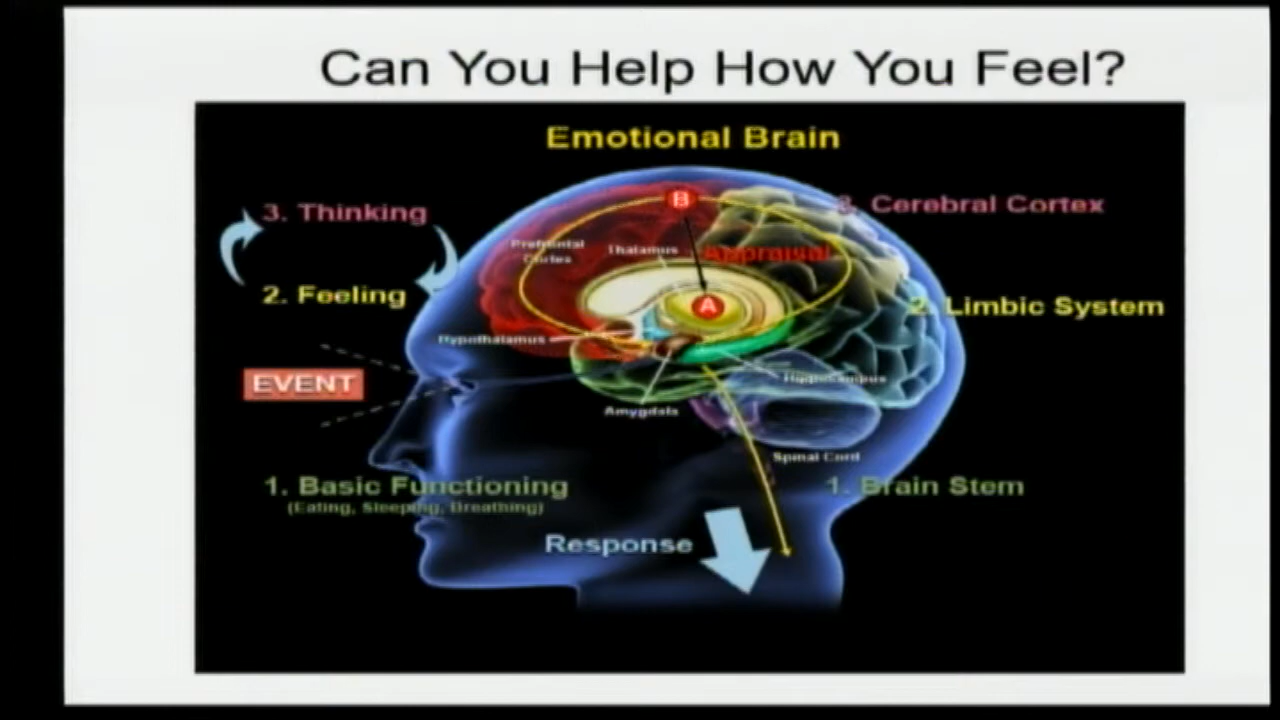 Can You Help How You Feel?
Emotional Brain
3. Thinking
B
3. Cerebral Cortex
Prefrontal
Cortex
Thalamus
Appraisal
2. Feeling
A
2. Limbic System
Hypothalamus
EVENT
Hippocampus
Amygdala
Spinal Cord
1. Basic Functioning
(Eating, Sleeping, Breathing)
1. Brain Stem
Response